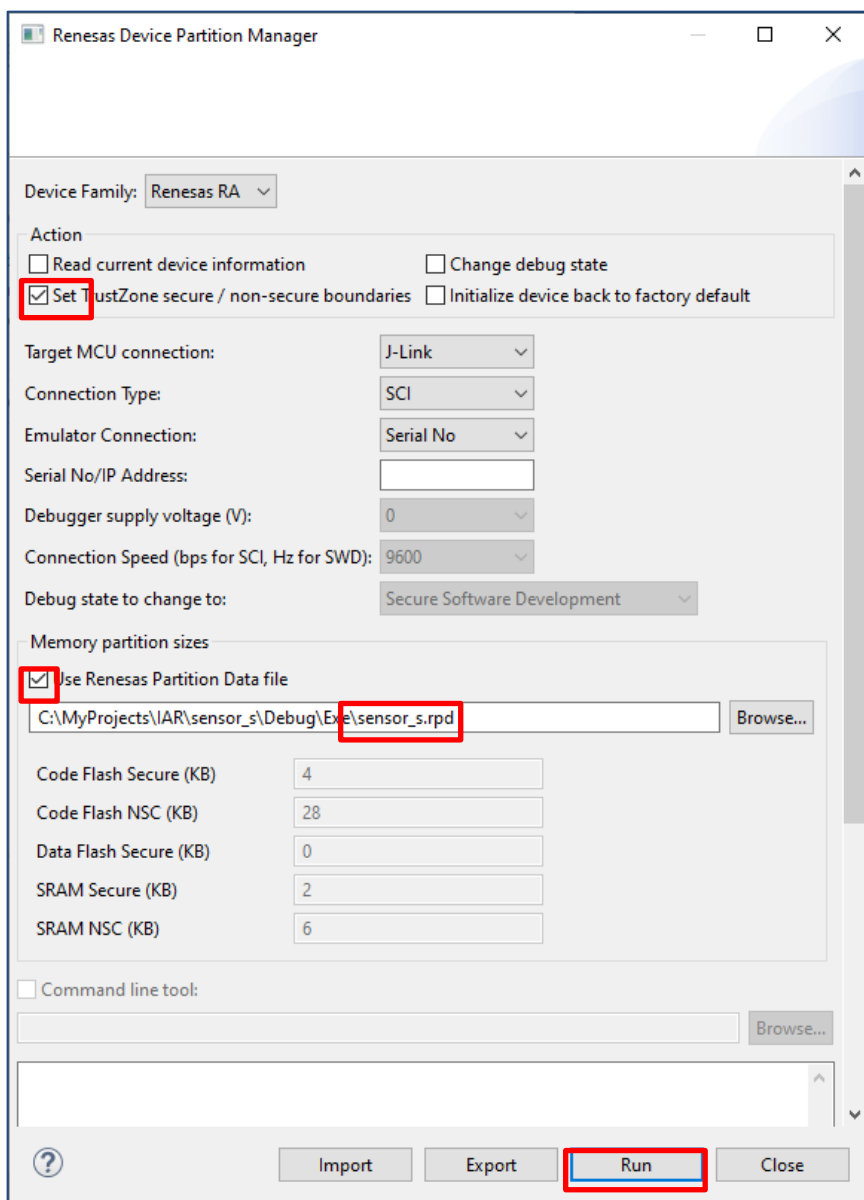 Renesas Device Partition Manager
Device Family: Renesas RA
Action
Read current device information Change debug state
Set TrustZone secure / non-secure boundaries Initialize device back to factory default
Target MCU connection: J-Link
Connection Type: SCI
Emulator Connection: Serial No
Serial No/IP Address:
Debugger supply voltage (V): 0
Connection Speed (bps for SCI, Hz for SWD): 9600
Debug state to change to: Secure Software Development
Memory partition sizes
Use Renesas Partition Data file
C:\MyProjects\IAR\sensor_s\Debug\Exe\sensor_s.rpd Browse...
Code Flash Secure (KB) 4
Code Flash NSC (KB) 28
Data Flash Secure (KB) 0
SRAM Secure (KB) 2
SRAM NSC (KB) 6
Command line tool:
Browse...
? Import Export Run Close